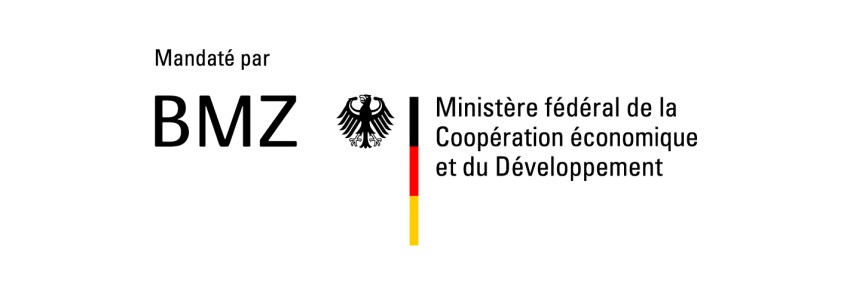 Mandaté par
BMZ
Ministère fédéral de la
Coopération économique
et du Développement